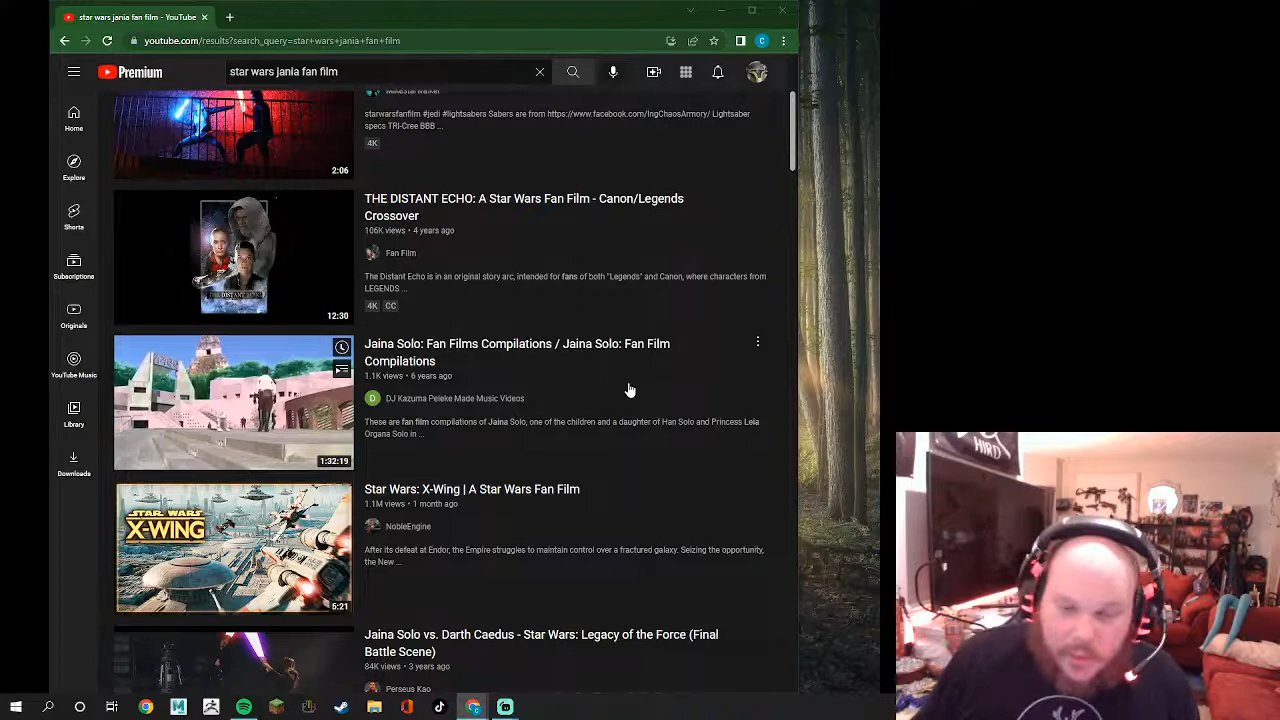 star wars jania fan film - YouTube
youtube.com/results?search_query=star+wars+jania+fan+film
Premium
star wars jania fan film
Home
Explore
Shorts
Subscriptions
Originals
YouTube Music
Library
Downloads
starwarsfanfilm #jedi #lightsabers Sabers are from https://www.facebook.com/IngChaosArmory/ Lightsaber
specs TRI-Cree BBB ...
4K
2:06
THE DISTANT ECHO: A Star Wars Fan Film - Canon/Legends
Crossover
106K views • 4 years ago
Fan Film
The Distant Echo is in an original story arc, intended for fans of both "Legends" and Canon, where characters from
LEGENDS ...
4K CC
THE DISTANT ECHO
12:30
Jaina Solo: Fan Films Compilations / Jaina Solo: Fan Film
Compilations
1.1K views • 6 years ago
D
DJ Kazuma Peleke Made Music Videos
These are fan film compilations of Jaina Solo, one of the children and a daughter of Han Solo and Princess Leia
Organa Solo in ...
1:32:19
Star Wars: X-Wing | A Star Wars Fan Film
1.1M views • 1 month ago
NobleEngine
After its defeat at Endor, the Empire struggles to maintain control over a fractured galaxy. Seizing the opportunity,
the New ...
STAR WARS
X-WING
5:21
Jaina Solo vs. Darth Caedus - Star Wars: Legacy of the Force (Final
Battle Scene)
84K views • 3 years ago
Perseus Kao
HIRD
C